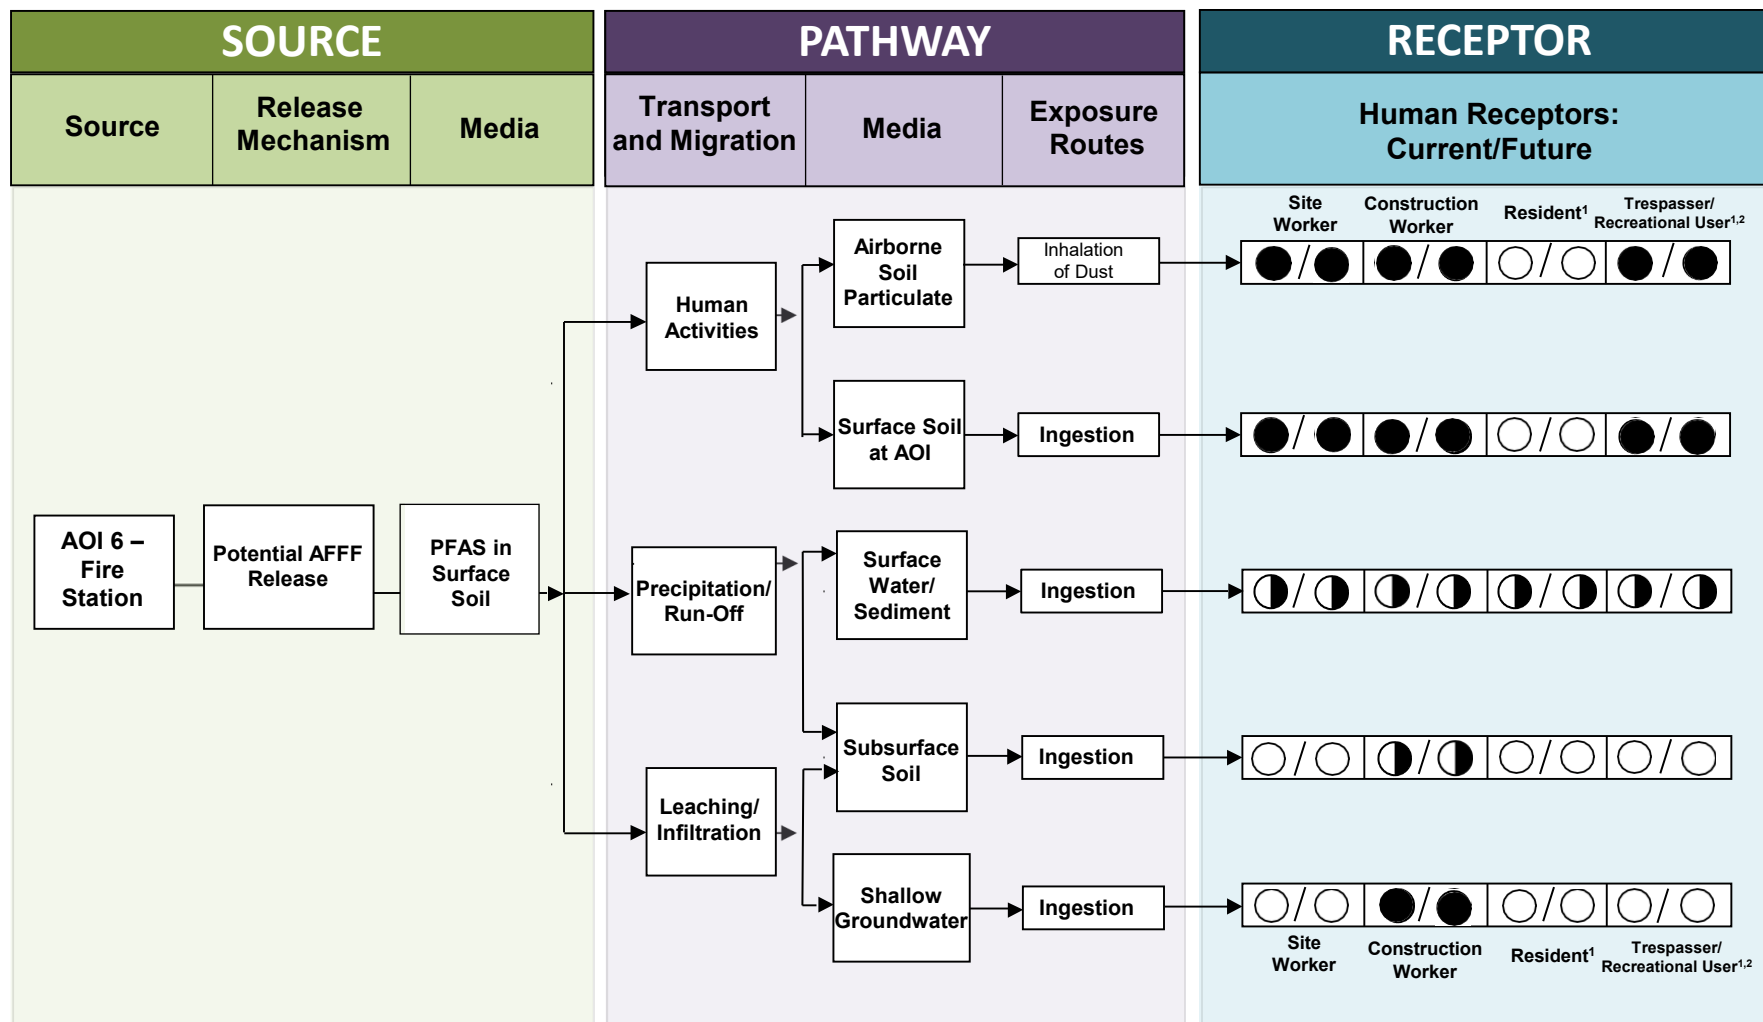 SOURCE
PATHWAY
RECEPTOR
Source
Release
Mechanism
Media
Transport
and Migration
Media
Exposure
Routes
Human Receptors:
Current/Future
Site
Worker
Construction
Worker
Resident¹
Trespasser/
Recreational User¹,²
Airborne
Soil
Particulate
Inhalation
of Dust
Human
Activities
Surface Soil
at AOI
Ingestion
AOI 6 –
Fire
Station
Potential AFFF
Release
PFAS in
Surface
Soil
Precipitation/
Run-Off
Surface
Water/
Sediment
Ingestion
Subsurface
Soil
Ingestion
Leaching/
Infiltration
Shallow
Groundwater
Ingestion
Site
Worker
Construction
Worker
Resident¹
Trespasser/
Recreational User¹,²